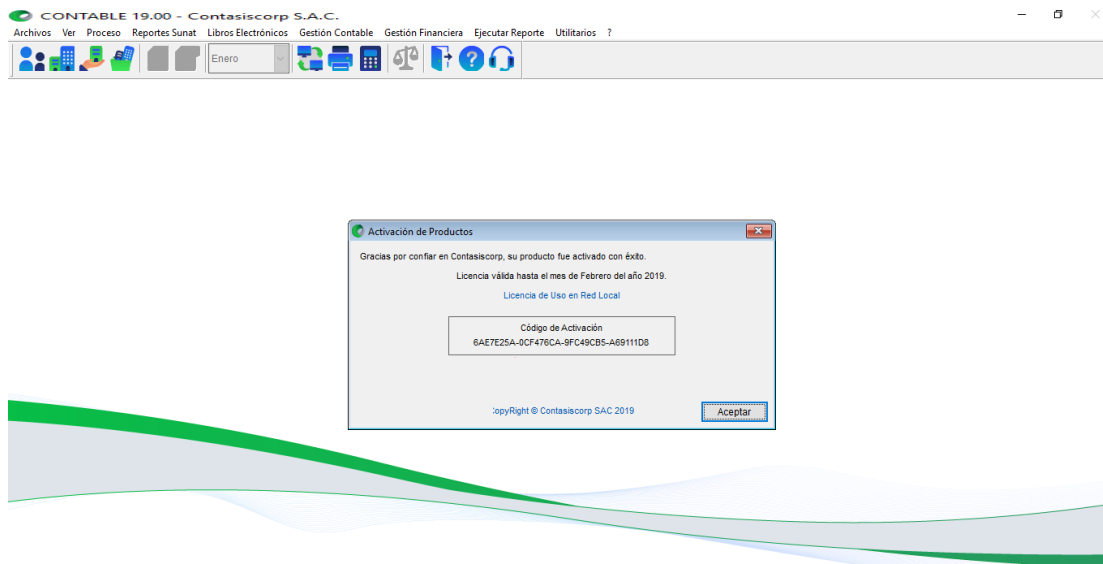 CONTABLE 19.00 - Contasiscorp S.A.C.
Archivos Ver Proceso Reportes Sunat Libros Electrónicos Gestión Contable Gestión Financiera Ejecutar Reporte Utilitarios ?
Enero
Activación de Productos
Gracias por confiar en Contasiscorp, su producto fue activado con éxito.
Licencia válida hasta el mes de Febrero del año 2019.
Licencia de Uso en Red Local
Código de Activación
6AE7E25A-0CF476CA-9FC49CB5-A69111D8
:opyRight © Contasiscorp SAC 2019
Aceptar